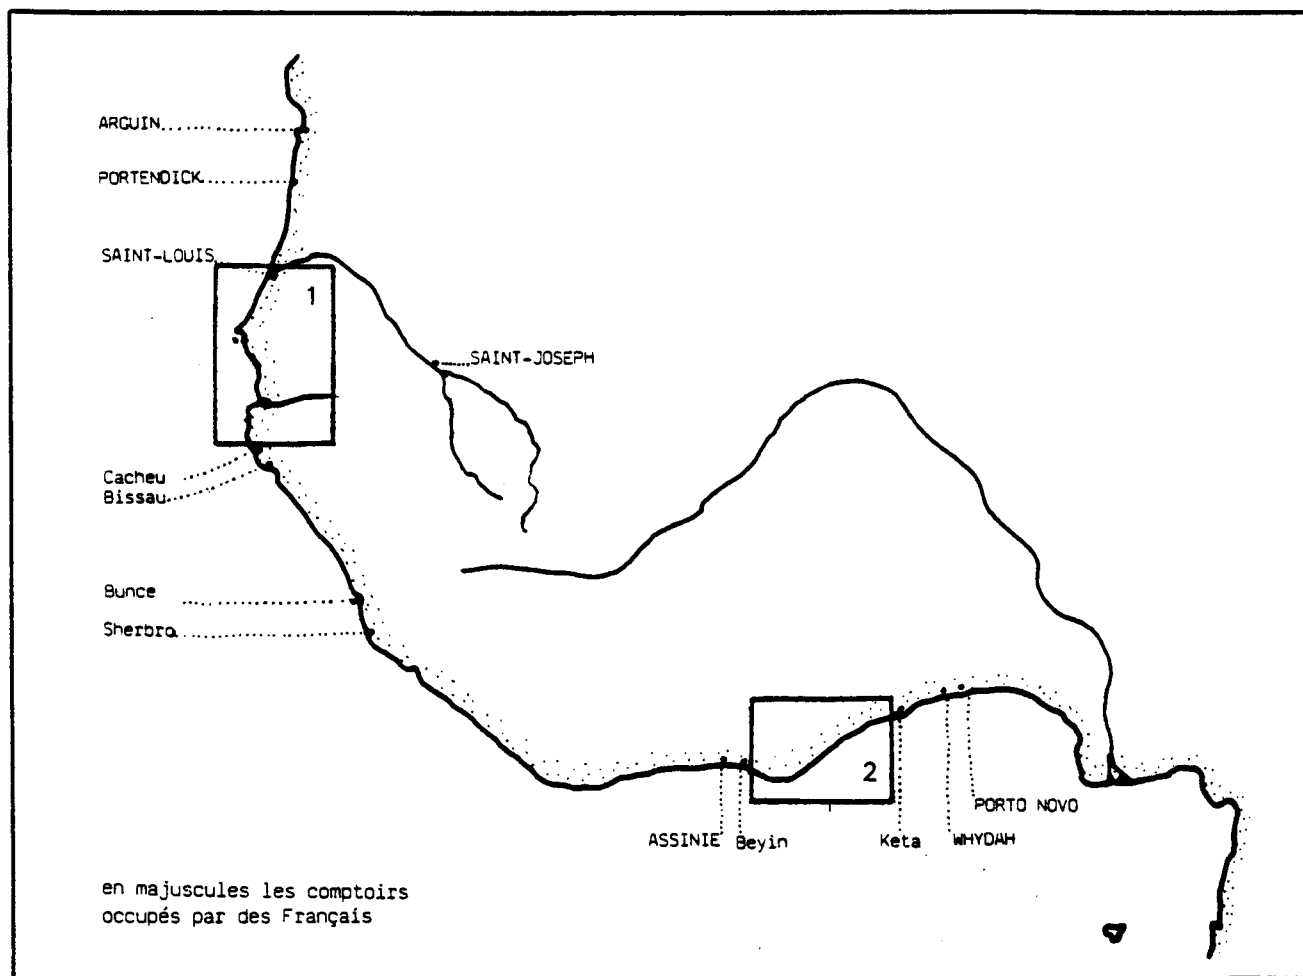 ARGUIN
PORTENDICK
SAINT-LOUIS
1
SAINT-JOSEPH
Cacheu
Bissau
Bunce
Sherbro
2
PORTO NOVO
ASSINIE Beyin Keta WHYDAH
en majuscules les comptoirs
occupés par des Français